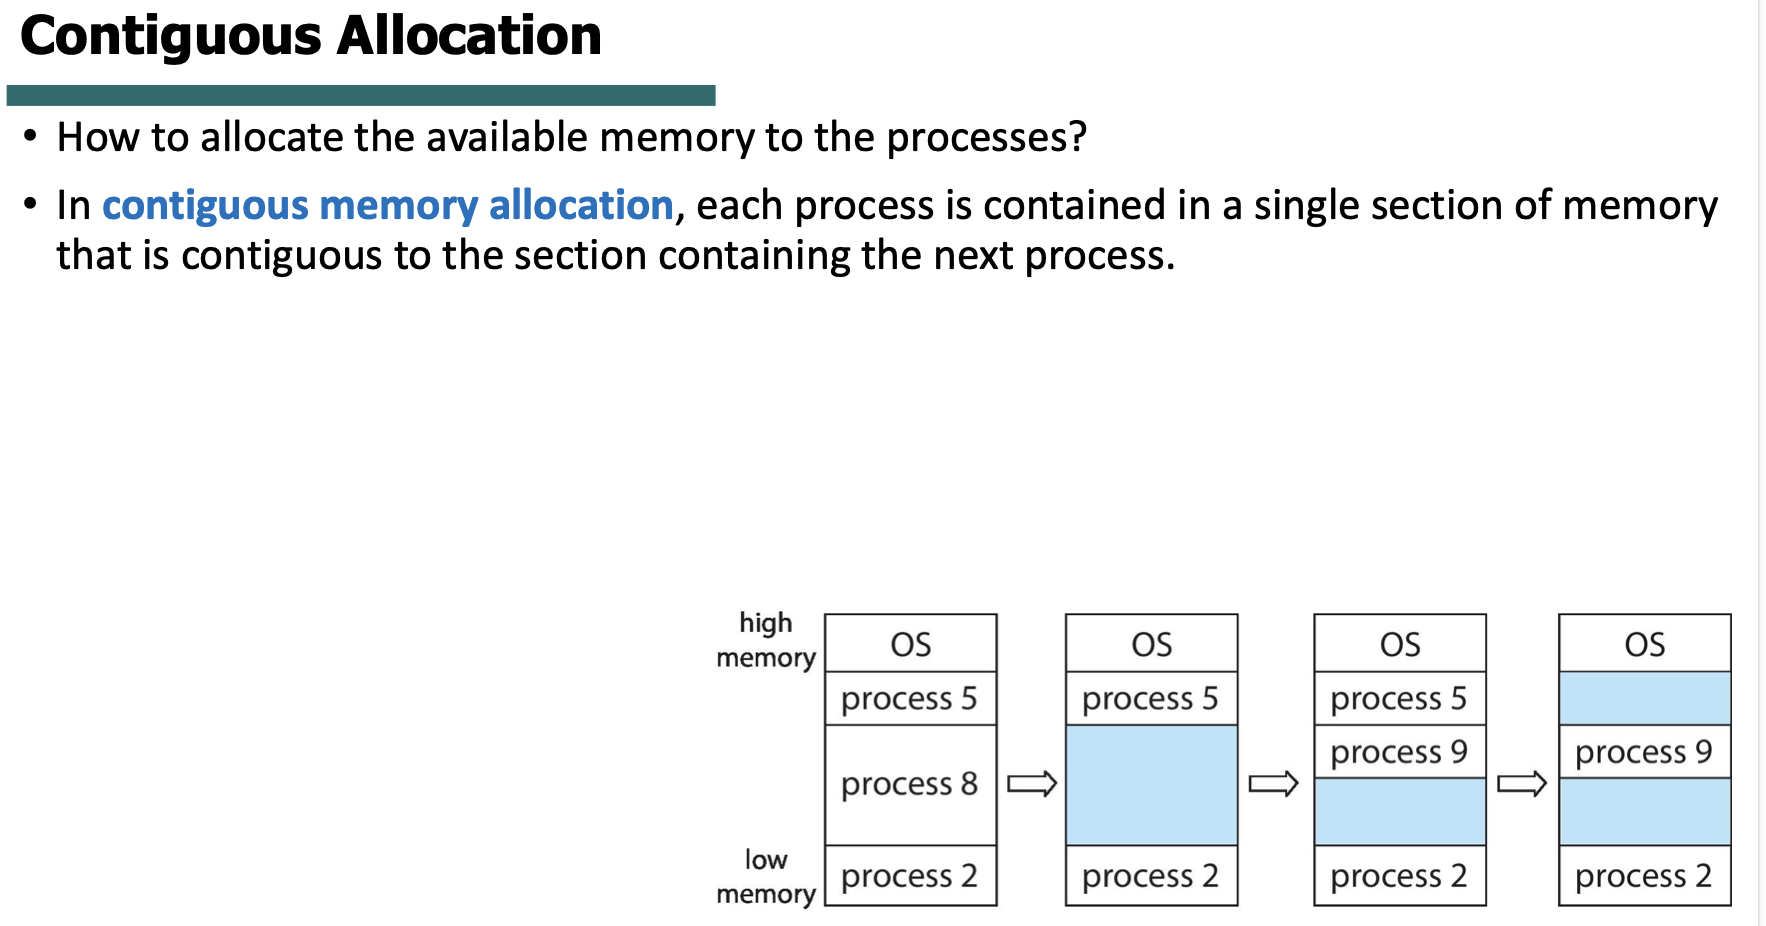 Contiguous Allocation
• How to allocate the available memory to the processes?
• In contiguous memory allocation, each process is contained in a single section of memory
that is contiguous to the section containing the next process.
high
memory
low
memory
OS
process 5
process 8
process 2
OS
process 5
process 2
OS
process 5
process 9
process 2
OS
process 9
process 2